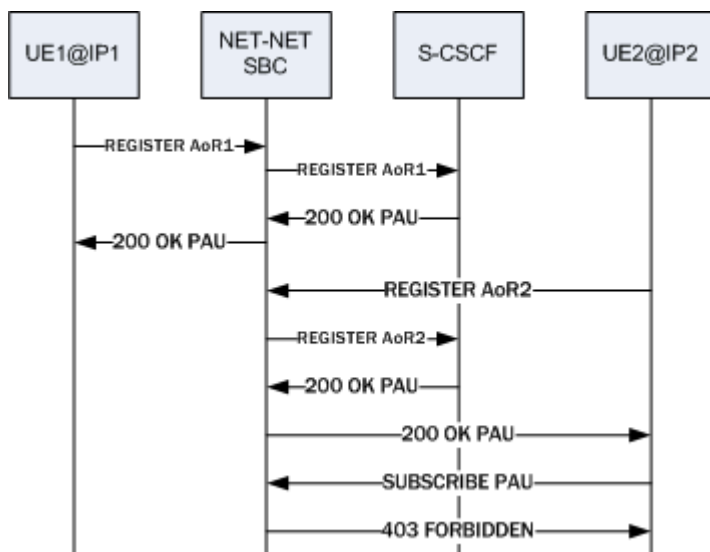 UE1@IP1
NET-NET
SBC
S-CSCF
UE2@IP2
REGISTER AoR1
REGISTER AoR1
200 OK PAU
200 OK PAU
REGISTER AoR2
REGISTER AoR2
200 OK PAU
200 OK PAU
SUBSCRIBE PAU
403 FORBIDDEN